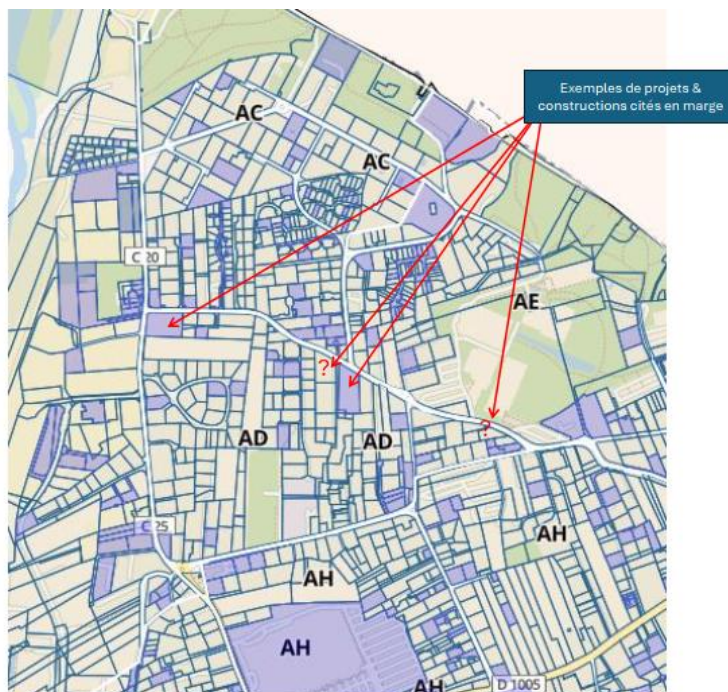 Exemples de projets &
constructions cités en marge
AC
AC
C 20
AE
?
?
AD
AD
C 25
AH
AH
AH
AH
D 1005